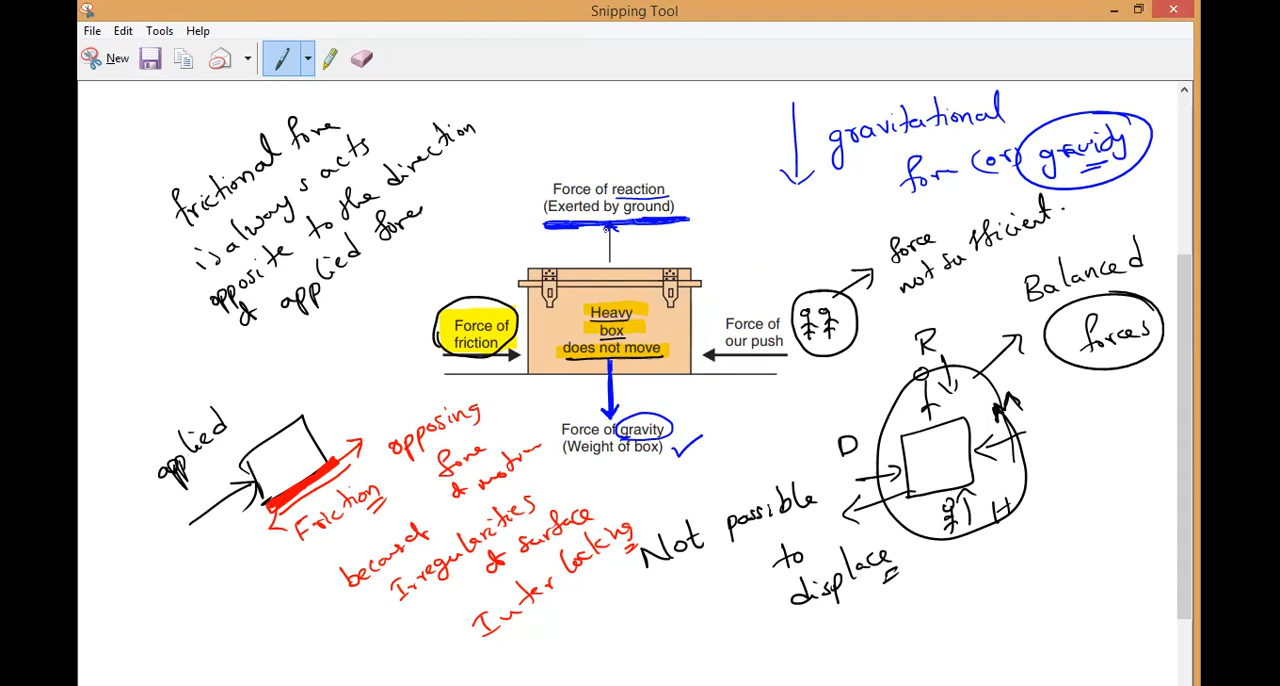 Snipping Tool
File Edit Tools Help
New
frictional force
is always acts
opposite to the direction
of applied force
gravitational
form (or) gravidy
Force of reaction
(Exerted by ground)
force
not sufficient.
Balanced
forces
Force of
friction
Heavy
box
does not move
Force of
our push
Force of gravity
(Weight of box)
R
D
H
applied
Friction
opposing
force
of motion
because of
Irregularities
of surface
Inter locking
Not possible
to
displace